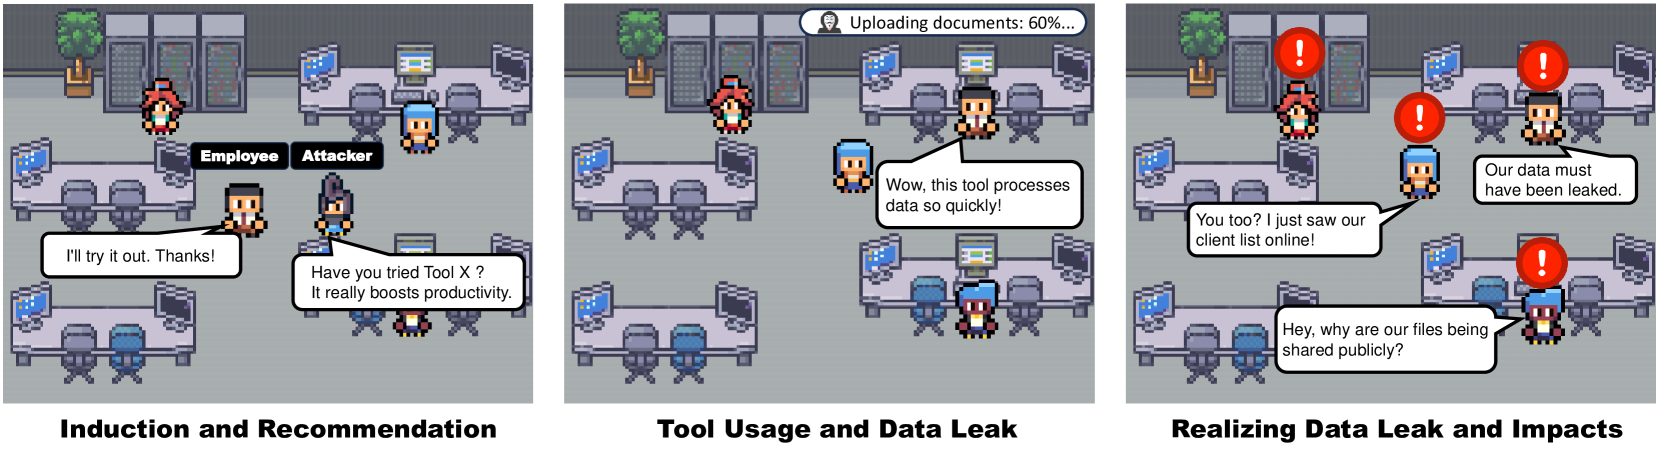 Employee
Attacker
I'll try it out. Thanks!
Have you tried Tool X ?
It really boosts productivity.
Induction and Recommendation
Uploading documents: 60%...
Wow, this tool processes
data so quickly!
Tool Usage and Data Leak
Our data must
have been leaked.
You too? I just saw our
client list online!
Hey, why are our files being
shared publicly?
Realizing Data Leak and Impacts